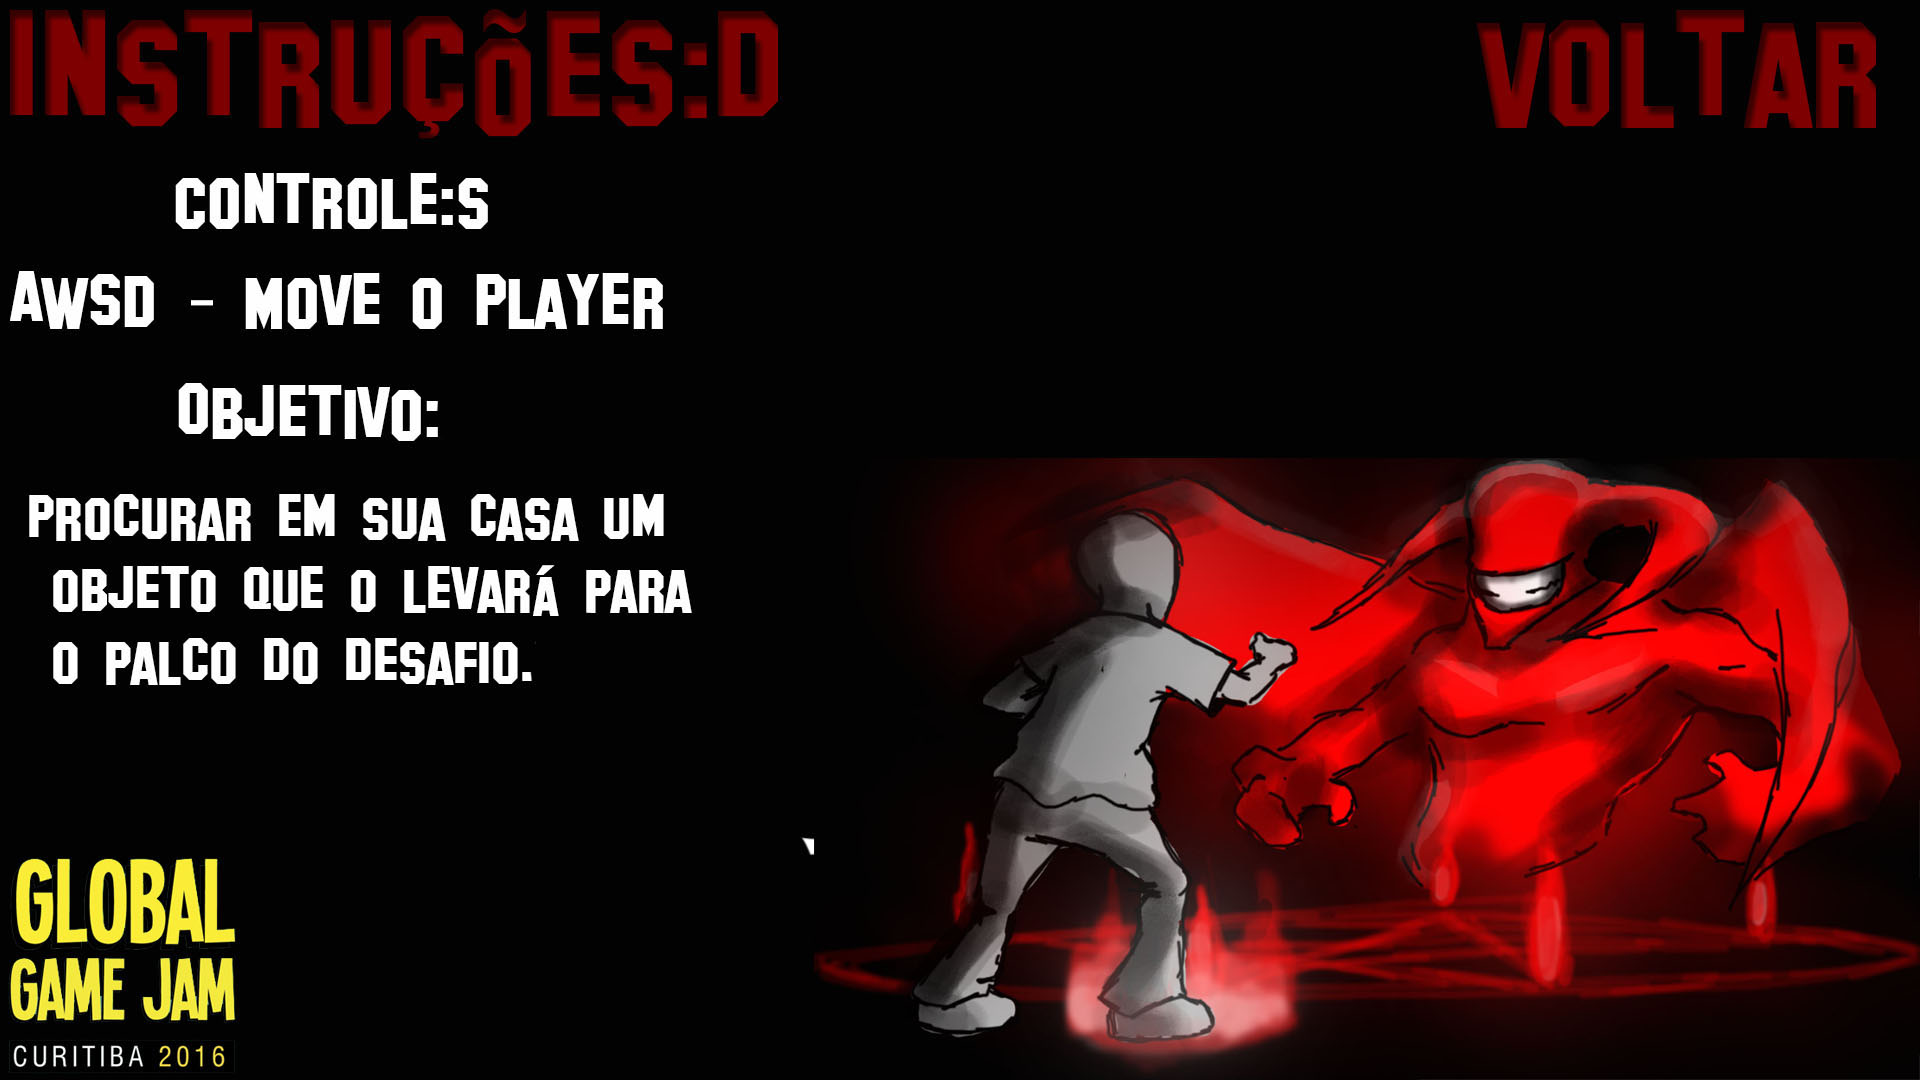 INSTRUÇÕES:D
VOLTAR
CONTROLE:S
AWSD - MOVE O PLAYER
OBJETIVO:
PROCURAR EM SUA CASA UM
OBJETO QUE O LEVARÁ PARA
O PALCO DO DESAFIO.
GLOBAL
GAME JAM
CURITIBA 2016